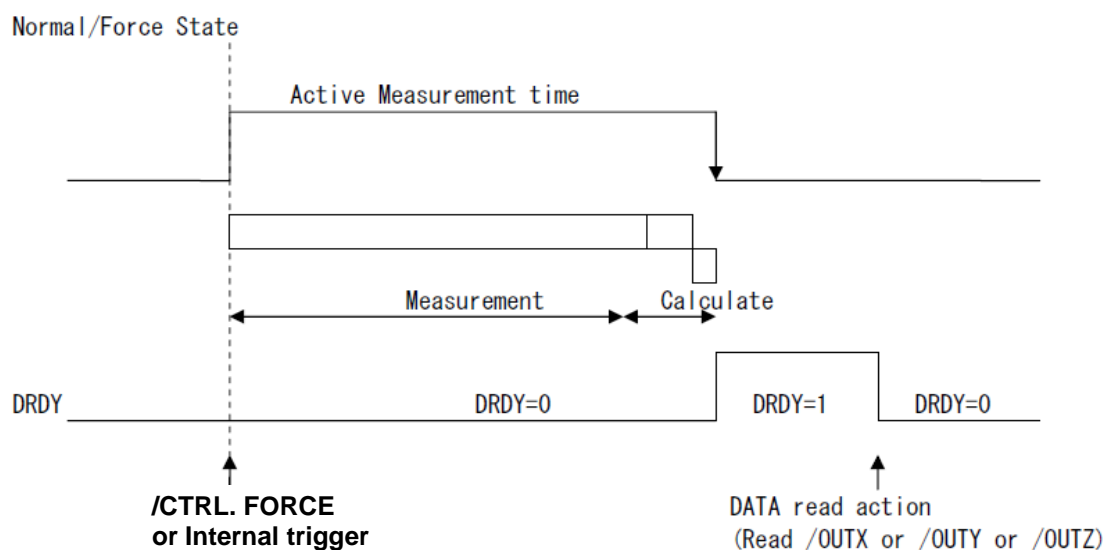 Normal/Force State
Active Measurement time
Measurement
Calculate
DRDY
DRDY=0
DRDY=1
DRDY=0
/CTRL. FORCE
or Internal trigger
DATA read action
(Read /OUTX or /OUTY or /OUTZ)